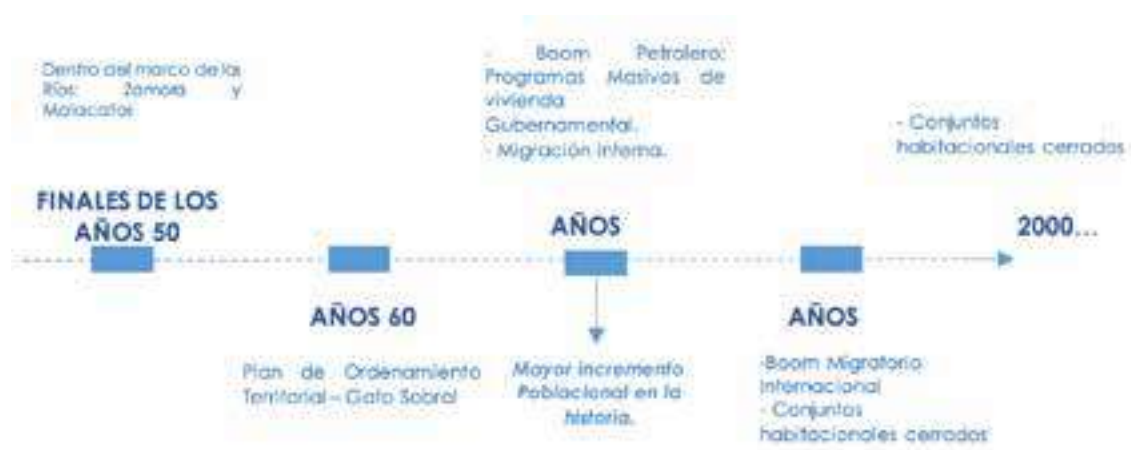 Dentro del marco de los
Ríos: Zamora y
Malacatos
FINALES DE LOS
AÑOS 50
AÑOS 60
Plan de Ordenamiento
Territorial – Gato Sobral
- Boom Petrolero:
Programas Masivos de
vivienda
Gubernamental.
- Migración Interna.
AÑOS
Mayor incremento
Poblacional en la
historia.
AÑOS
-Boom Migratorio
Internacional
- Conjuntos
habitacionales cerrados
- Conjuntos
habitacionales cerrados
2000...